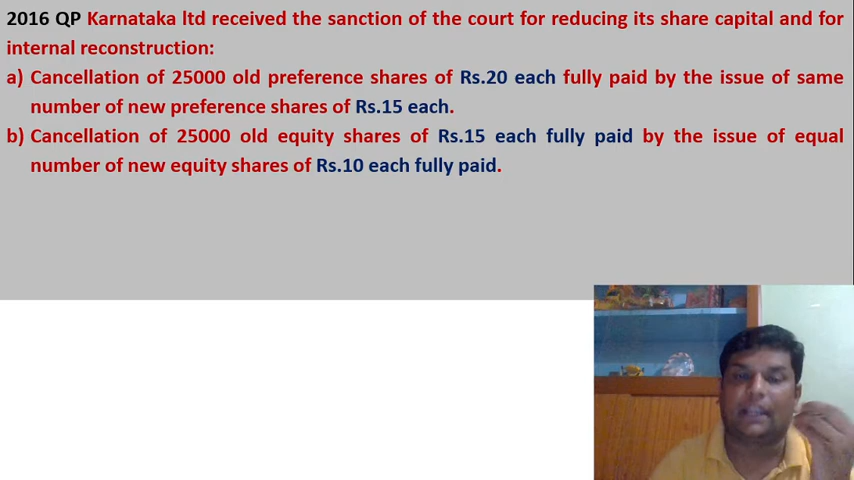 2016 QP Karnataka ltd received the sanction of the court for reducing its share capital and for
internal reconstruction:
a) Cancellation of 25000 old preference shares of Rs.20 each fully paid by the issue of same
number of new preference shares of Rs.15 each.
b) Cancellation of 25000 old equity shares of Rs.15 each fully paid by the issue of equal
number of new equity shares of Rs.10 each fully paid.